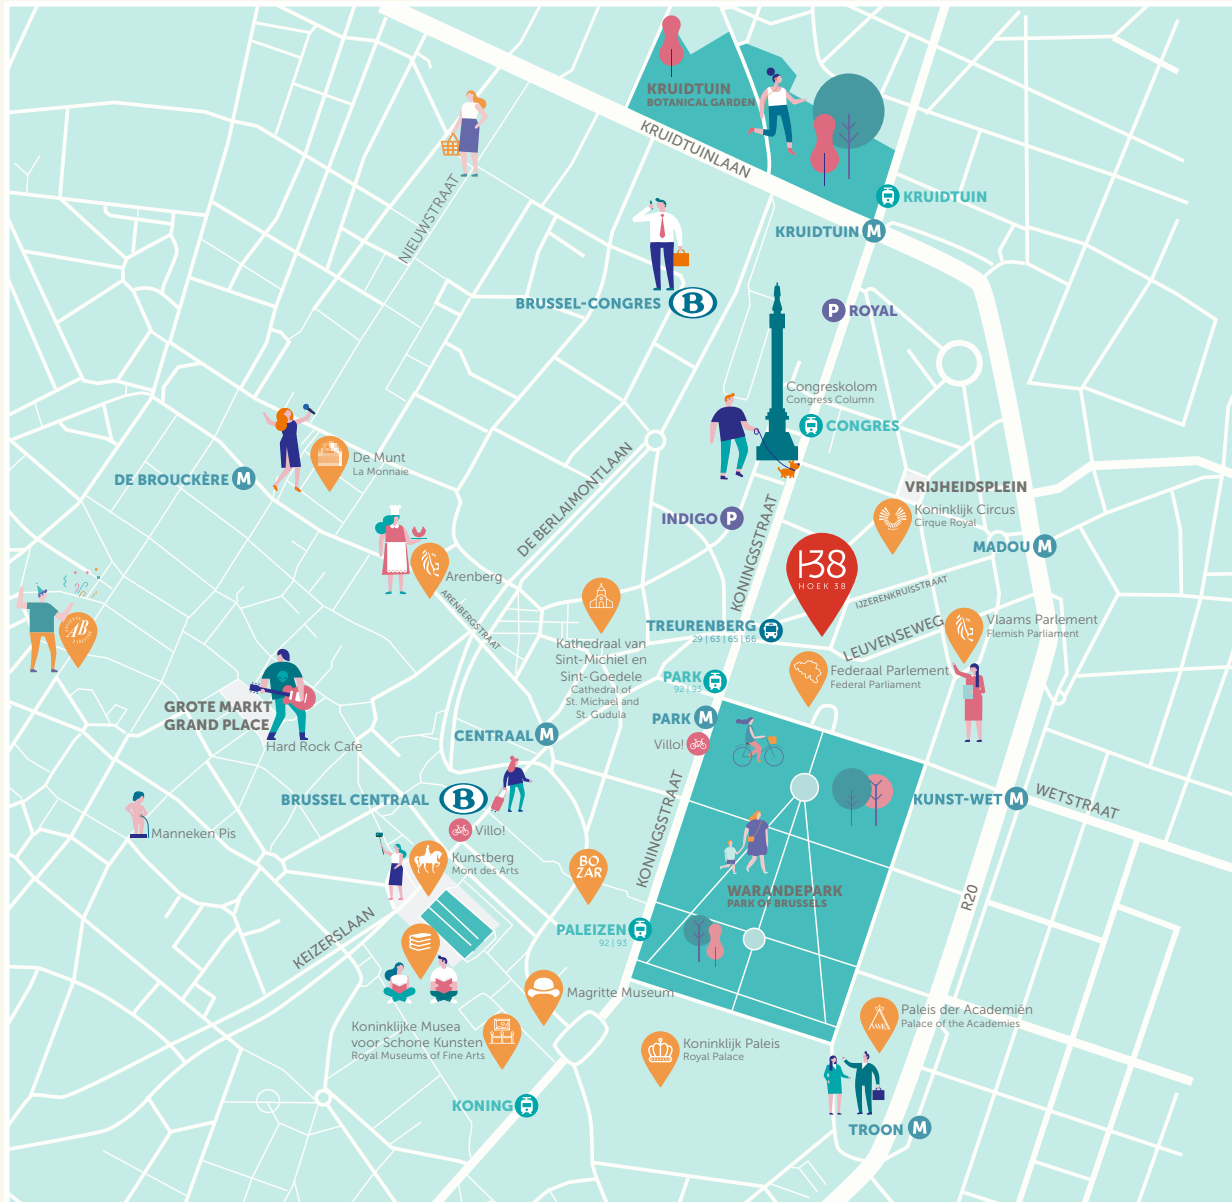 KRUIDTUIN
BOTANICAL GARDEN
KRUIDTUINLAAN
NIEUWSTRAAT
KRUIDTUIN
KRUIDTUIN M
BRUSSEL-CONGRES B
P ROYAL
Congreskolom
Congress Column
CONGRES
De Munt
La Monnaie
DE BROUCKÈRE M
DE BERLAIMONTLAAN
VRIJHEIDSPLEIN
Koninklijk Circus
Cirque Royal
INDIGO P
KONINGSSTRAAT
MADOU M
H38
HOEK 38
IJZERENKRUISSTRAAT
Arenberg
ARENBERGSTRAAT
AB
TREURENBERG
29 | 63 | 65 | 66
LEUVENSEWEG
Vlaams Parlement
Flemish Parliament
Kathedraal van
Sint-Michiel en
Sint-Goedele
Cathedral of
St. Michael and
St. Gudula
PARK
92 | 93
Federaal Parlement
Federal Parliament
GROTE MARKT
GRAND PLACE
Hard Rock Cafe
PARK M
Villo!
CENTRAAL M
BRUSSEL CENTRAAL B
KUNST-WET M
WETSTRAAT
Manneken Pis
Villo!
KONINGSSTRAAT
Kunstberg
Mont des Arts
BO
ZAR
WARANDEPARK
PARK OF BRUSSELS
R20
KEIZERSLAAN
PALEIZEN
92 | 93
Magritte Museum
Paleis der Academiën
Palace of the Academies
Koninklijke Musea
voor Schone Kunsten
Royal Museums of Fine Arts
Koninklijk Paleis
Royal Palace
KONING
TROON M